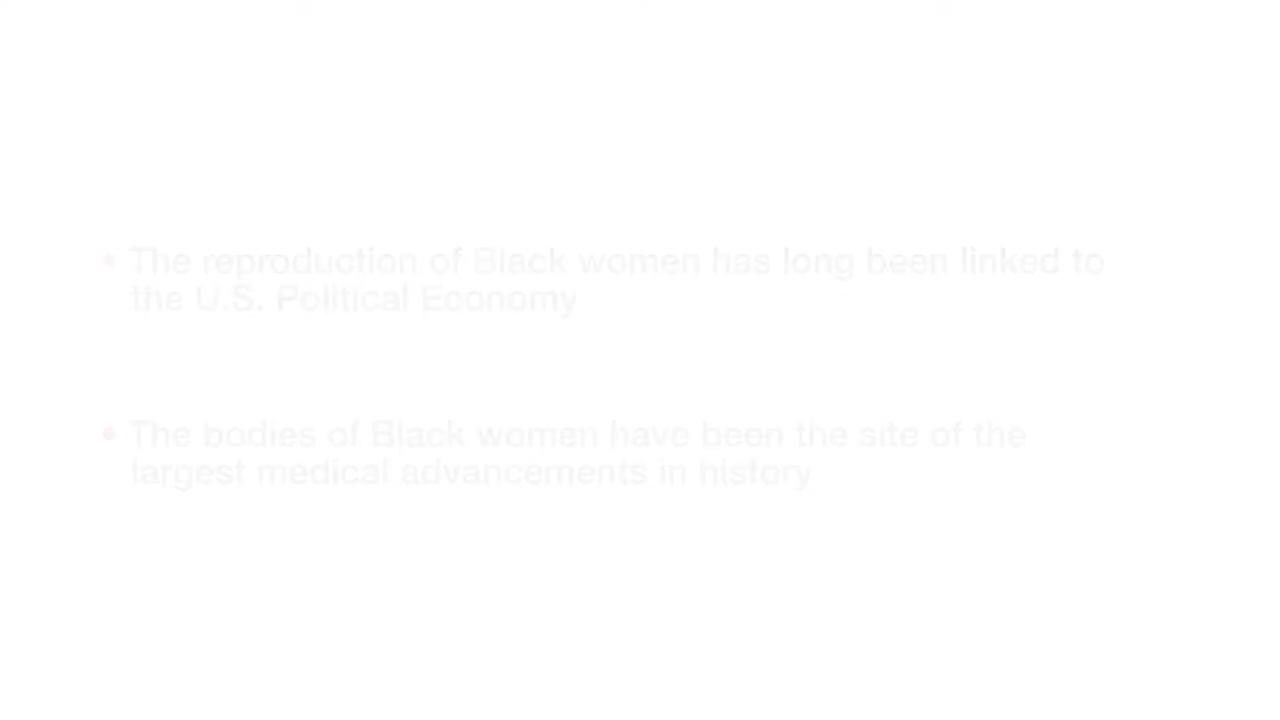 • The reproduction of Black women has long been linked to
the U.S. Political Economy
• The bodies of Black women have been the site of the
largest medical advancements in history